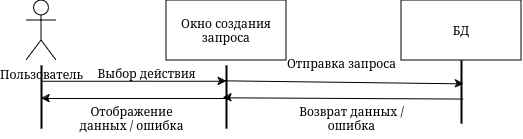 Окно создания
запроса
БД
Пользователь
Выбор действия
Отправка запроса
Отображение
данных / ошибка
Возврат данных /
ошибка